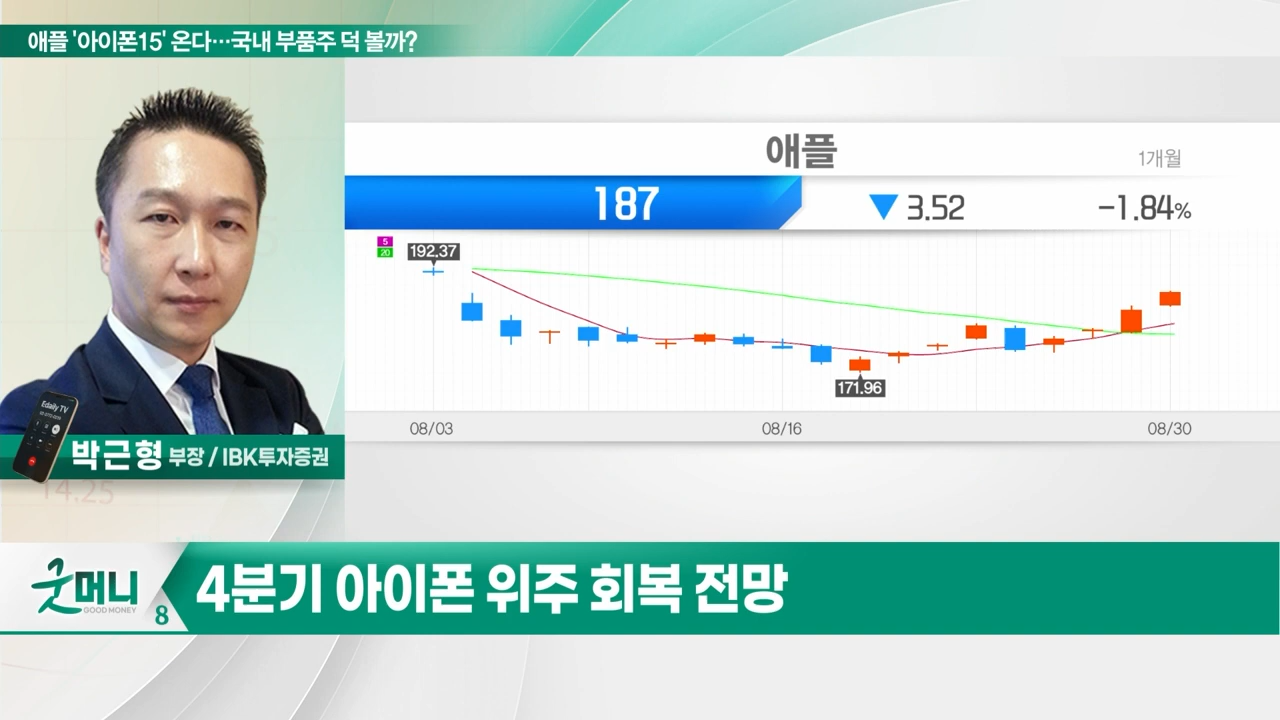 애플 '아이폰15' 온다…국내 부품주 덕 볼까?
애플
1개월
187 ▼ 3.52 -1.84%
5
20
192.37
171.96
08/03 08/16 08/30
Edaily TV
박근형 부장 / IBK투자증권
14.25
굿머니
GOOD MONEY
8
4분기 아이폰 위주 회복 전망